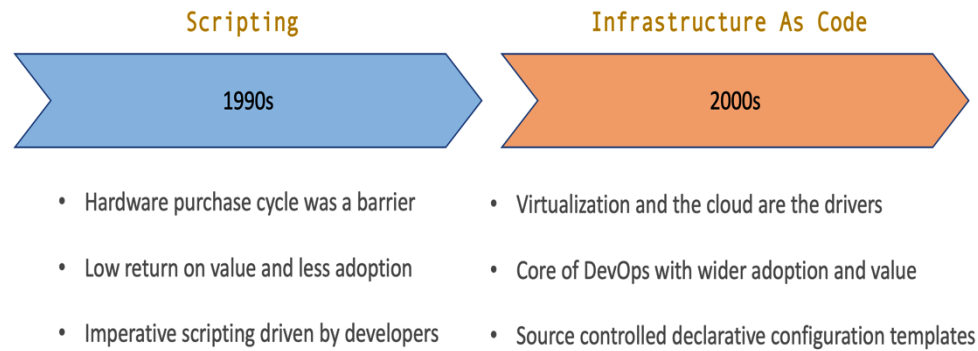 Scripting
1990s
• Hardware purchase cycle was a barrier
• Low return on value and less adoption
• Imperative scripting driven by developers
Infrastructure As Code
2000s
• Virtualization and the cloud are the drivers
• Core of DevOps with wider adoption and value
• Source controlled declarative configuration templates